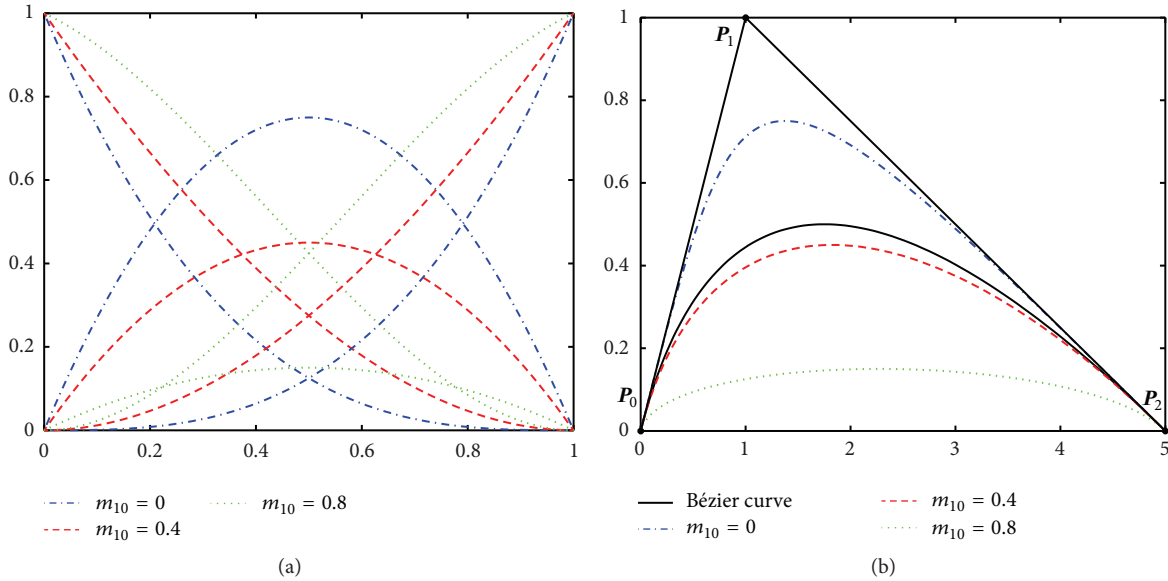 1
0.8
0.6
0.4
0.2
0
0.2
0.4
0.6
0.8
1
m₁₀ = 0
m₁₀ = 0.8
m₁₀ = 0.4
(a)
1
0.8
0.6
0.4
0.2
0
P₁
P₀
P₂
0
1
2
3
4
5
Bézier curve
m₁₀ = 0.4
m₁₀ = 0
m₁₀ = 0.8
(b)